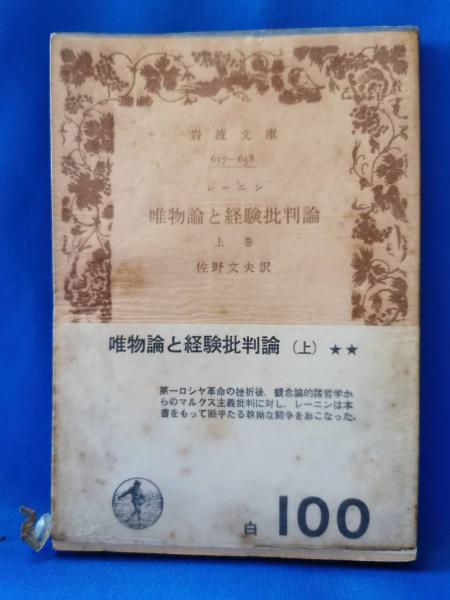 岩波文庫
657—658
レーニン
唯物論と経験批判論
上巻
佐野文夫訳
唯物論と経験批判論（上）★★
第一ロシヤ革命の挫折後，観念論的諸哲学か
らのマルクス主義批判に対し，レーニンは本
書をもって断乎たる執拗な闘争をおこなった。
白 100